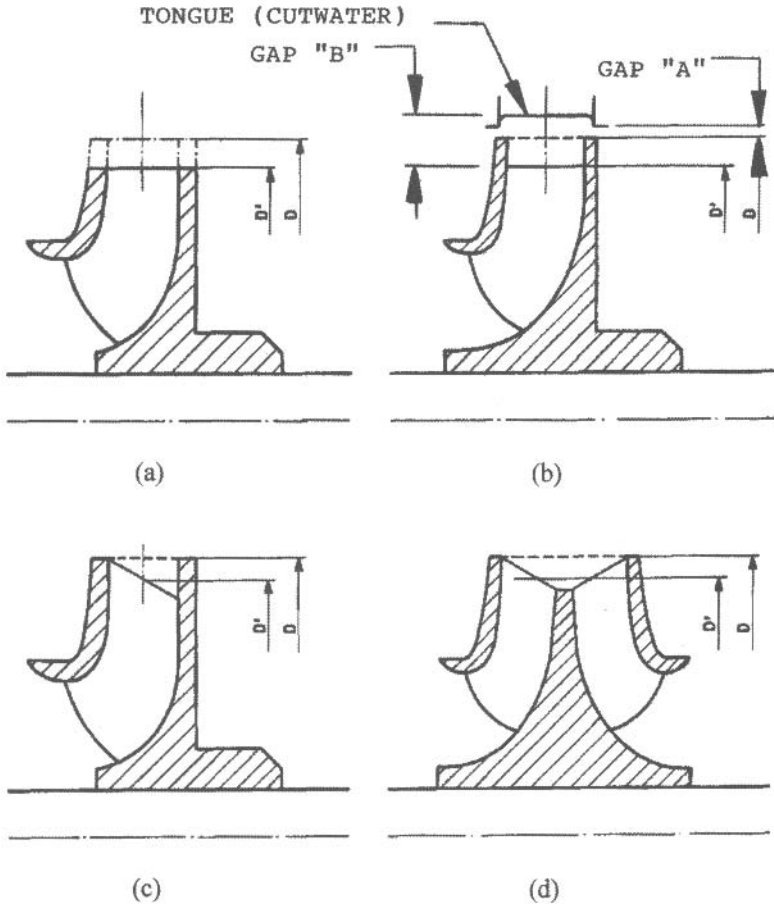 TONGUE (CUTWATER)
GAP "B"
GAP "A"
D'
D
D'
D
(a)
(b)
D'
D
D'
D
(c)
(d)